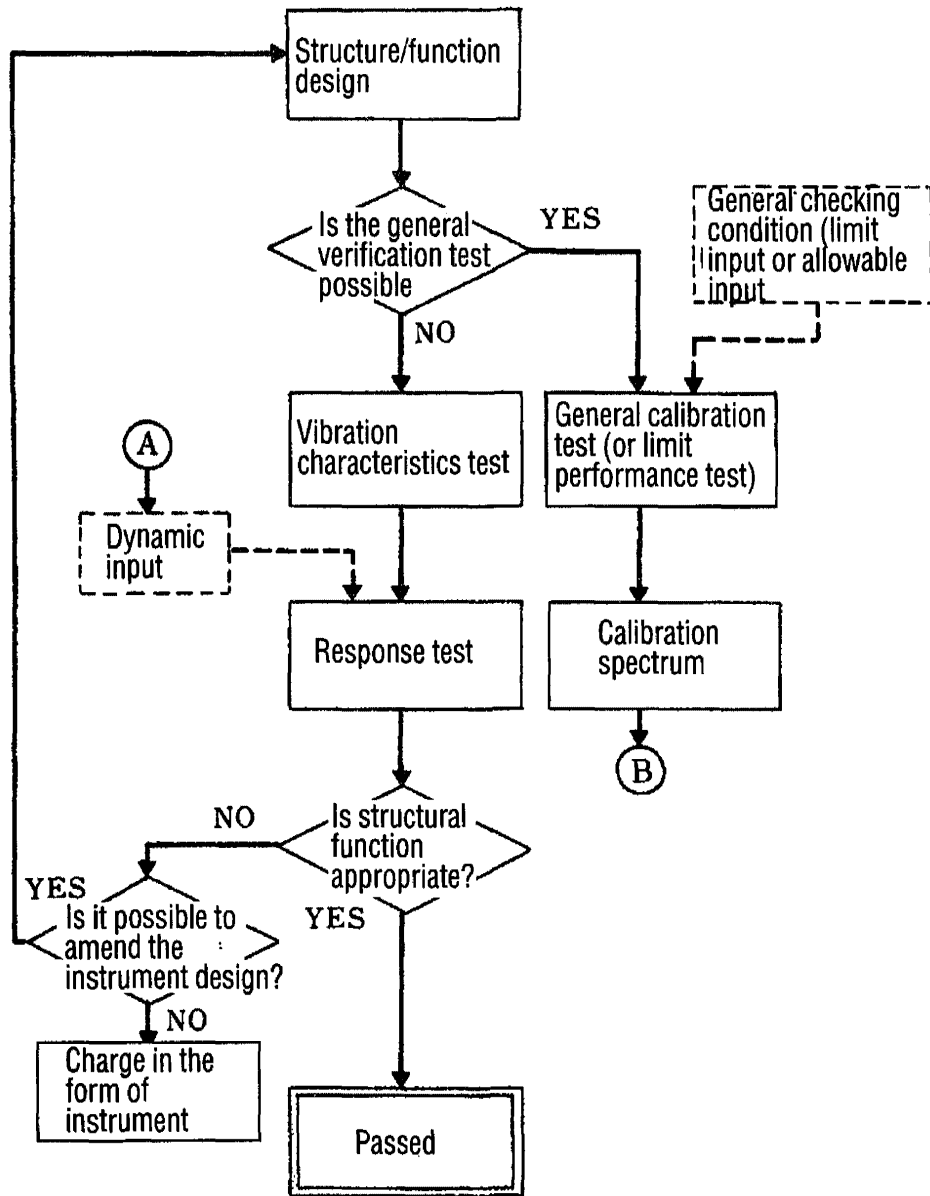 Structure/function
design
Is the general
verification test
possible
YES
NO
General checking
condition (limit
input or allowable
input
Vibration
characteristics test
General calibration
test (or limit
performance test)
A
Dynamic
input
Response test
Calibration
spectrum
B
Is structural
function
appropriate?
NO
YES
YES
Is it possible to
amend the
instrument design?
NO
Charge in the
form of
instrument
Passed